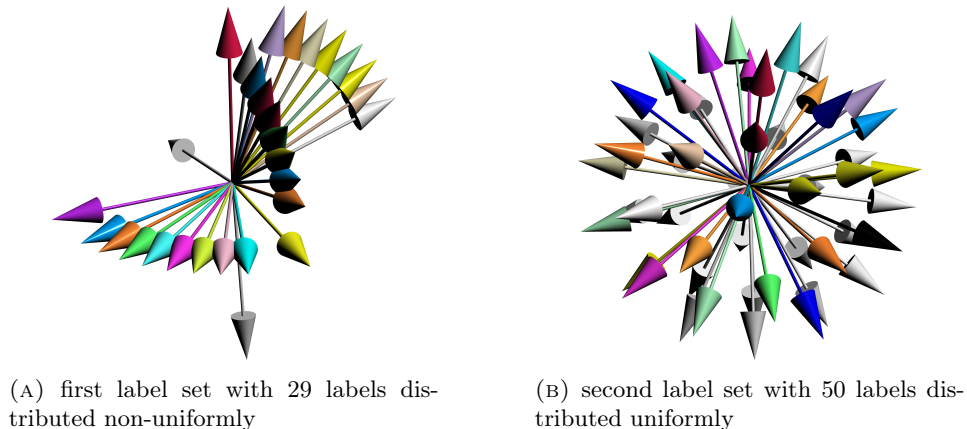 (A) first label set with 29 labels dis-
tributed non-uniformly
(B) second label set with 50 labels dis-
tributed uniformly